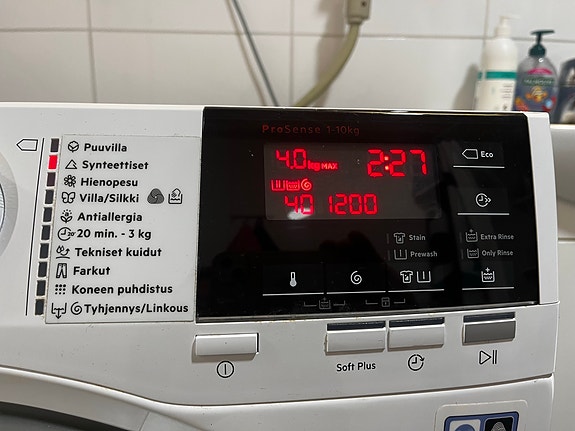 ProSense 1-10kg
Puuvilla
Synteettiset
Hienopesu
Villa/Silkki
Antiallergia
20 min. - 3 kg
Tekniset kuidut
Farkut
Koneen puhdistus
Tyhjennys/Linkous
4.0 kg MAX 2:27
40 1200
Eco
Stain
Prewash
Extra Rinse
Only Rinse
Soft Plus